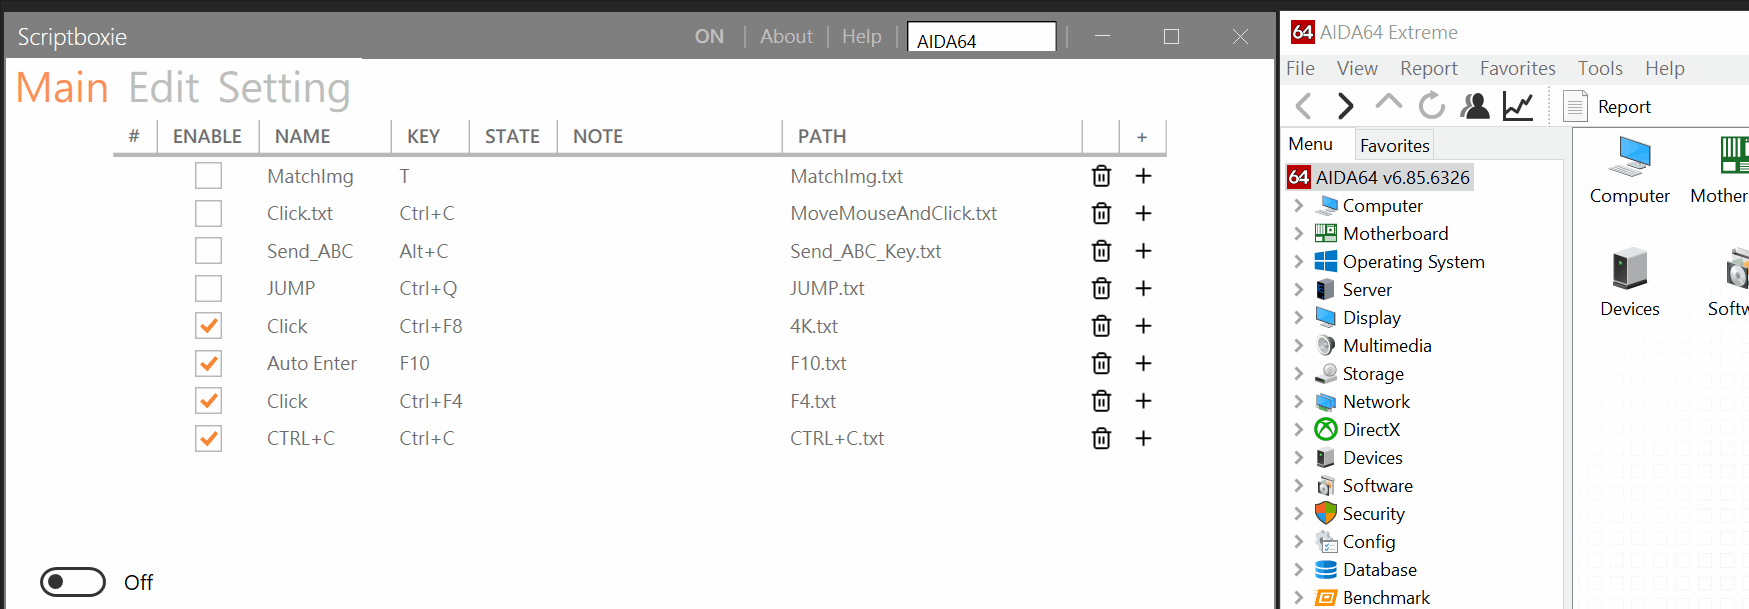 Scriptboxie
ON
About
Help
AIDA64
Main Edit Setting
# ENABLE NAME KEY STATE NOTE PATH +
MatchImg T MatchImg.txt
Click.txt Ctrl+C MoveMouseAndClick.txt
Send_ABC Alt+C Send_ABC_Key.txt
JUMP Ctrl+Q JUMP.txt
Click Ctrl+F8 4K.txt
Auto Enter F10 F10.txt
Click Ctrl+F4 F4.txt
CTRL+C Ctrl+C CTRL+C.txt
Off
64 AIDA64 Extreme
File View Report Favorites Tools Help
Report
Menu Favorites
64 AIDA64 v6.85.6326
Computer
Motherboard
Operating System
Server
Display
Multimedia
Storage
Network
DirectX
Devices
Software
Security
Config
Database
Benchmark
Computer Mother
Devices Softw